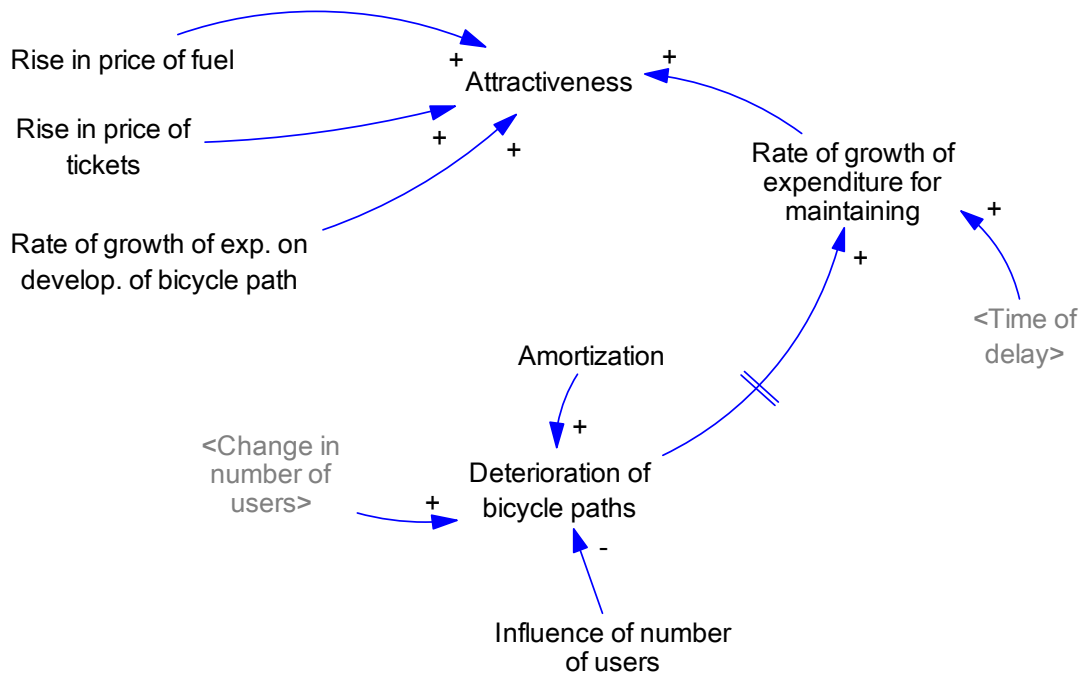 Rise in price of fuel
+
Attractiveness
+
Rise in price of
tickets
+
+
Rate of growth of
expenditure for
maintaining
+
Rate of growth of exp. on
develop. of bicycle path
+
<Time of
delay>
Amortization
+
<Change in
number of
users>
+
Deterioration of
bicycle paths
-
Influence of number
of users